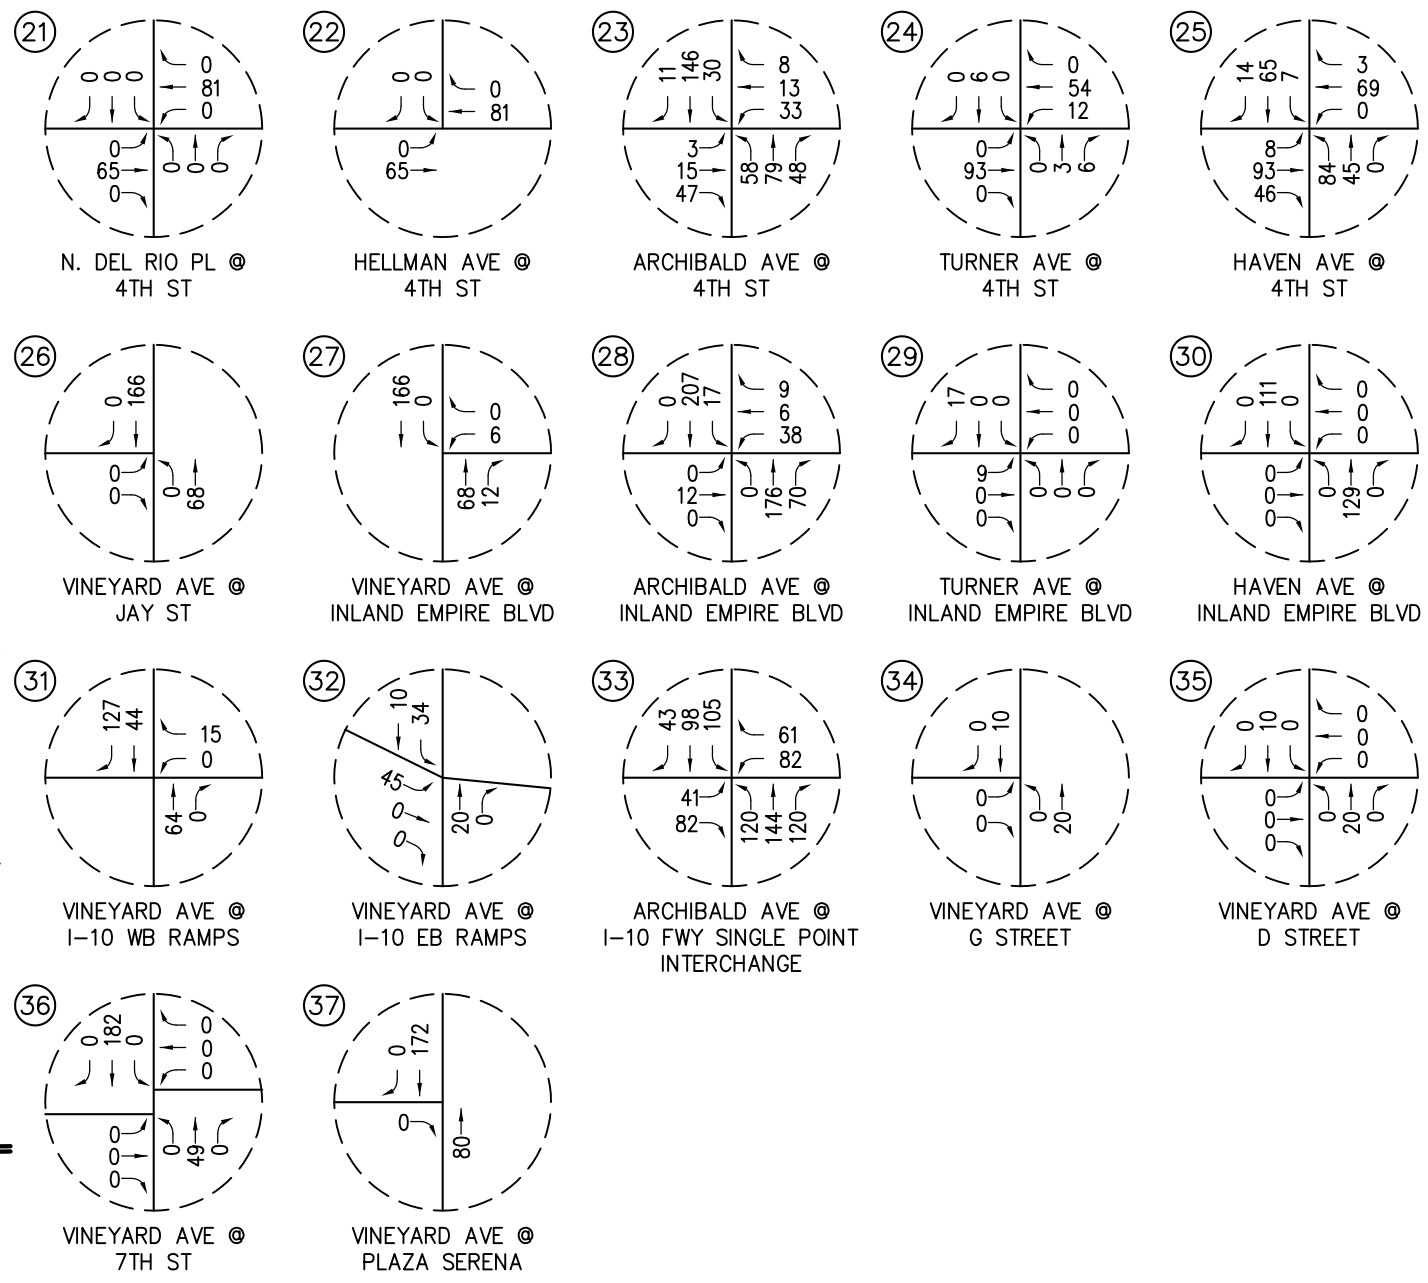 21
0 0 0
0
81
0
0
65
0
0 0 0
N. DEL RIO PL @
4TH ST
22
0 0
0
81
0
65
HELLMAN AVE @
4TH ST
23
11 146 30
8
13
33
3
15
47
58 79 48
ARCHIBALD AVE @
4TH ST
24
0 6 0
0
54
12
0
93
0
0 3 6
TURNER AVE @
4TH ST
25
14 65 7
3
69
0
8
93
46
84 45 0
HAVEN AVE @
4TH ST
26
0 166
0
0
0 68
VINEYARD AVE @
JAY ST
27
166 0
0
6
68 12
VINEYARD AVE @
INLAND EMPIRE BLVD
28
0 207 17
9
6
38
0
12
0
0 176 70
ARCHIBALD AVE @
INLAND EMPIRE BLVD
29
17 0 0
0
0
0
9
0
0
0 0 0
TURNER AVE @
INLAND EMPIRE BLVD
30
0 111 0
0
0
0
0
0
0
0 129 0
HAVEN AVE @
INLAND EMPIRE BLVD
31
127 44
15
0
64 0
VINEYARD AVE @
I-10 WB RAMPS
32
10 34
45
0
0
20 0
VINEYARD AVE @
I-10 EB RAMPS
33
43 98 105
61
82
41
82
120 144 120
ARCHIBALD AVE @
I-10 FWY SINGLE POINT
INTERCHANGE
34
0 10
0
0
0 20
VINEYARD AVE @
G STREET
35
0 10 0
0
0
0
0
0
0
0 20 0
VINEYARD AVE @
D STREET
36
0 182 0
0
0
0
0
0
0
0 49 0
VINEYARD AVE @
7TH ST
37
0 172
0
80
VINEYARD AVE @
PLAZA SERENA